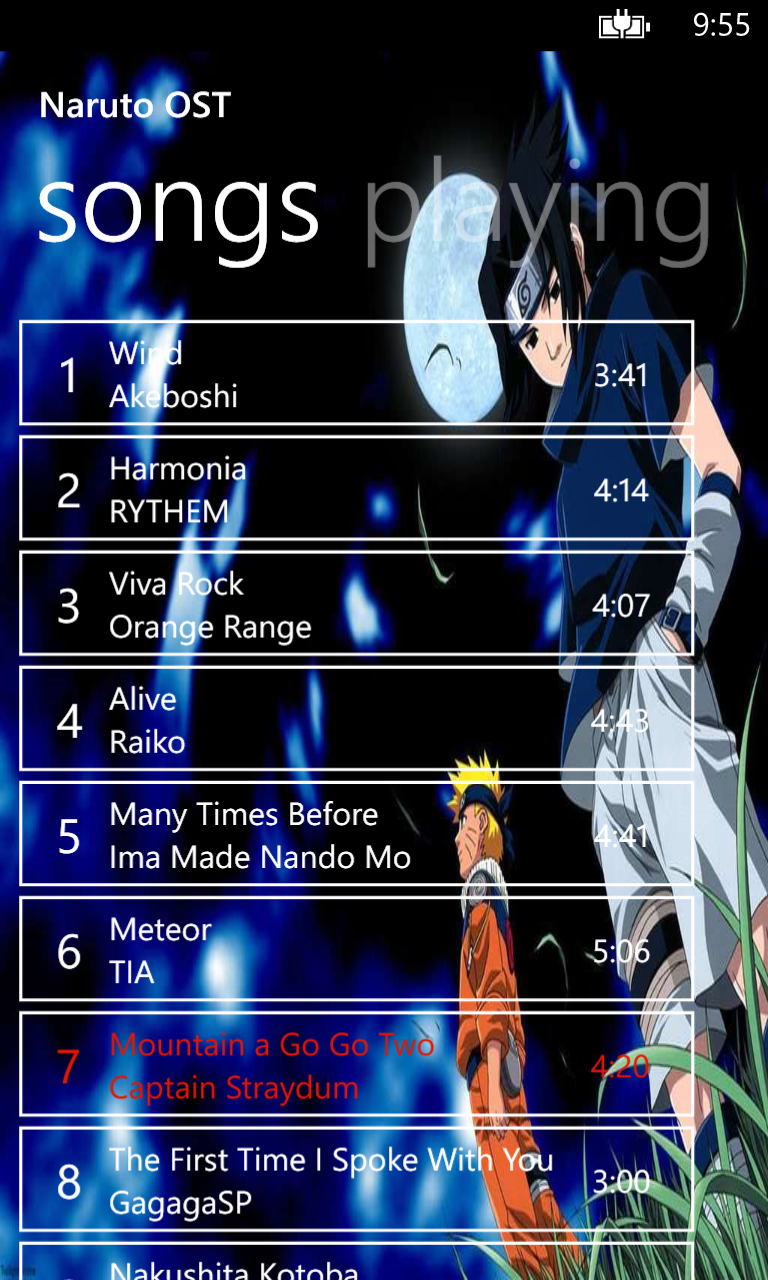 9:55
Naruto OST
songs playing
1
Wind
Akeboshi
3:41
2
Harmonia
RYTHEM
4:14
3
Viva Rock
Orange Range
4:07
4
Alive
Raiko
4:43
5
Many Times Before
Ima Made Nando Mo
4:41
6
Meteor
TIA
5:06
7
Mountain a Go Go Two
Captain Straydum
4:20
8
The First Time I Spoke With You
GagagaSP
3:00
Nakushita Kotoba